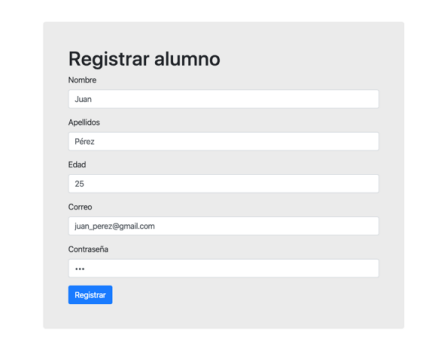 Registrar alumno
Nombre
Juan
Apellidos
Pérez
Edad
25
Correo
juan_perez@gmail.com
Contraseña
•••
Registrar